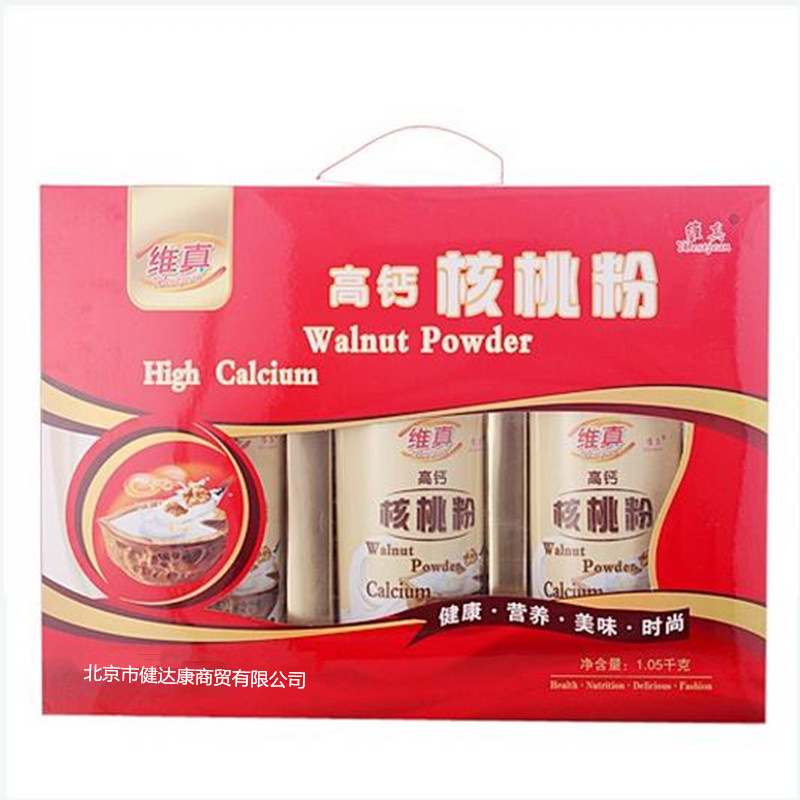 维真
维真®
Westjean
高钙 核桃粉
Walnut Powder
High Calcium
维真
高钙
核桃粉
Walnut
Powder
Calcium
维真
高钙
核桃粉
Walnut
Powder
Calcium
健康·营养·美味·时尚
净含量：1.05千克
Health · Nutrition · Delicious · Fashion
北京市健达康商贸有限公司